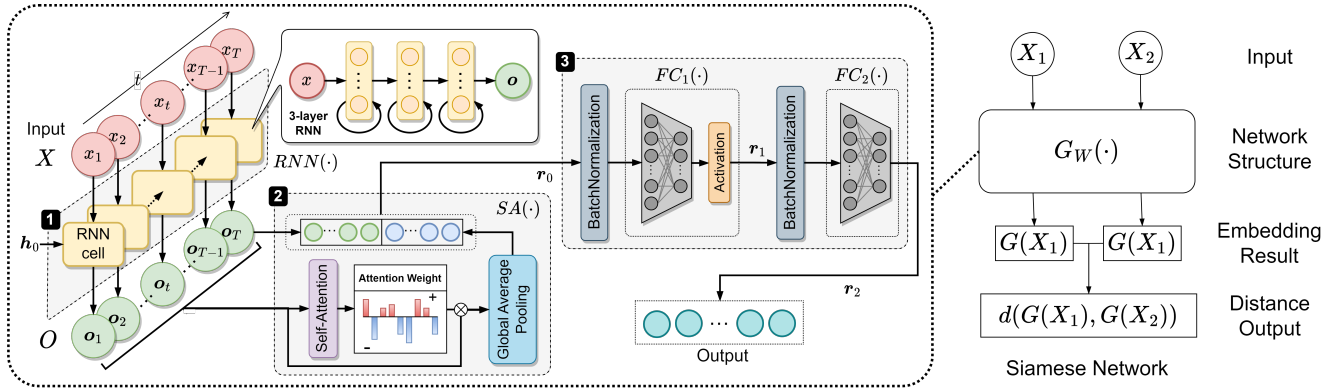 t
x_T
x_{T-1}
x_t
x_2
x_1
Input
X
x
o
3-layer
RNN
RNN(·)
1
h_0
RNN
cell
o_T
o_{T-1}
o_t
o_2
o_1
O
2
SA(·)
Self-Attention
Attention Weight
+
−
⊗
Global Average
Pooling
r_0
3
BatchNormalization
FC_1(·)
Activation
r_1
BatchNormalization
FC_2(·)
r_2
Output
X_1
X_2
Input
G_W(·)
Network
Structure
G(X_1)
G(X_1)
Embedding
Result
d(G(X_1), G(X_2))
Distance
Output
Siamese Network